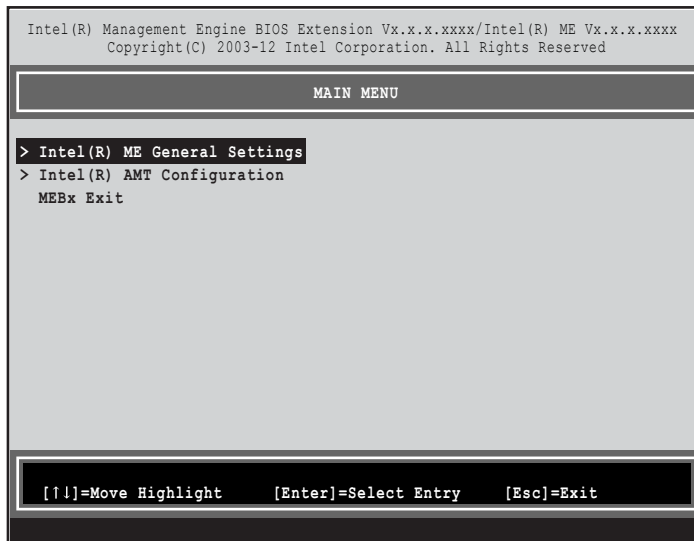 Intel(R) Management Engine BIOS Extension Vx.x.x.xxxx/Intel(R) ME Vx.x.x.xxxx
Copyright(C) 2003-12 Intel Corporation. All Rights Reserved
MAIN MENU
> Intel(R) ME General Settings
> Intel(R) AMT Configuration
MEBx Exit
[↑↓]=Move Highlight [Enter]=Select Entry [Esc]=Exit